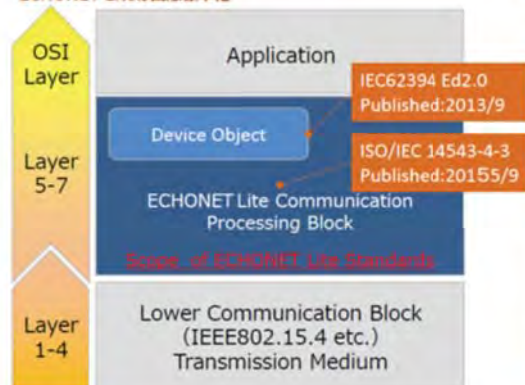 OSI
Layer
Application
IEC62394 Ed2.0
Published:2013/9
Device Object
ISO/IEC 14543-4-3
Published:20155/9
Layer
5-7
ECHONET Lite Communication
Processing Block
Scope of ECHONET Lite Standards
Layer
1-4
Lower Communication Block
(IEEE802.15.4 etc.)
Transmission Medium